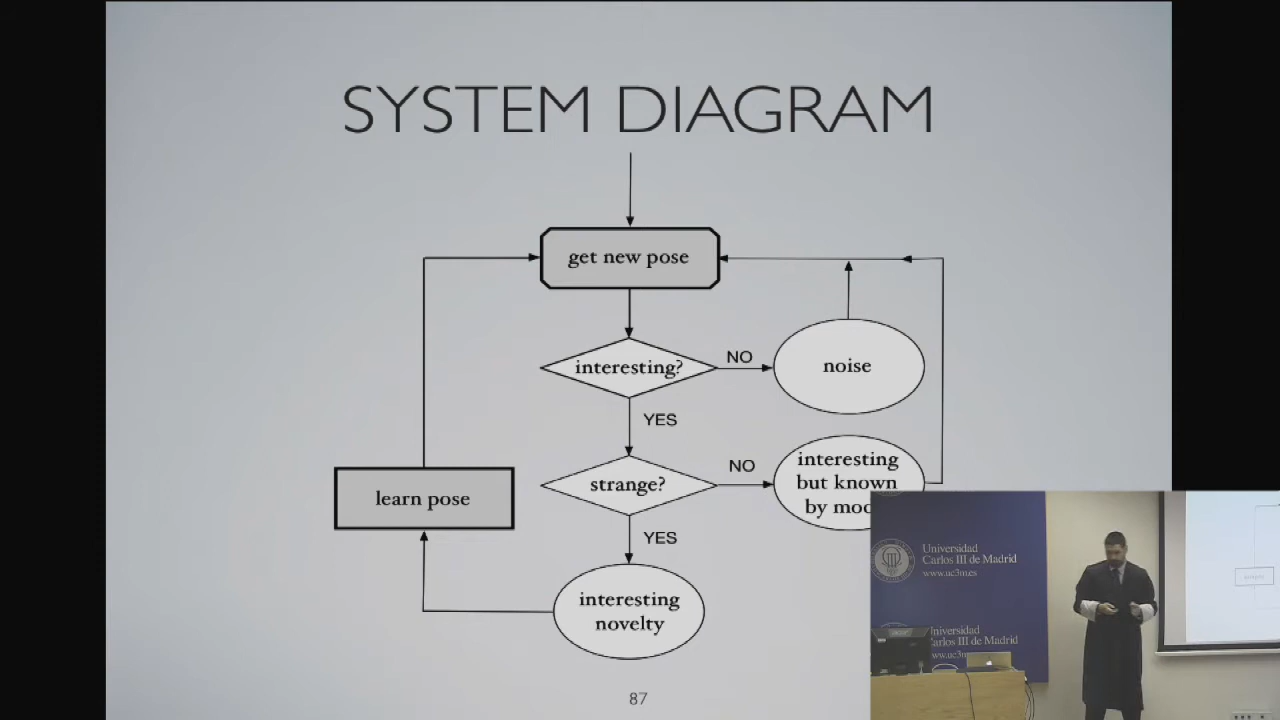 SYSTEM DIAGRAM
get new pose
interesting?
NO
noise
YES
strange?
NO
interesting
but known
by
learn pose
YES
interesting
novelty
87
Universidad
Carlos III de Madrid
www.uc3m.es
Universidad
Carlos III de Madrid